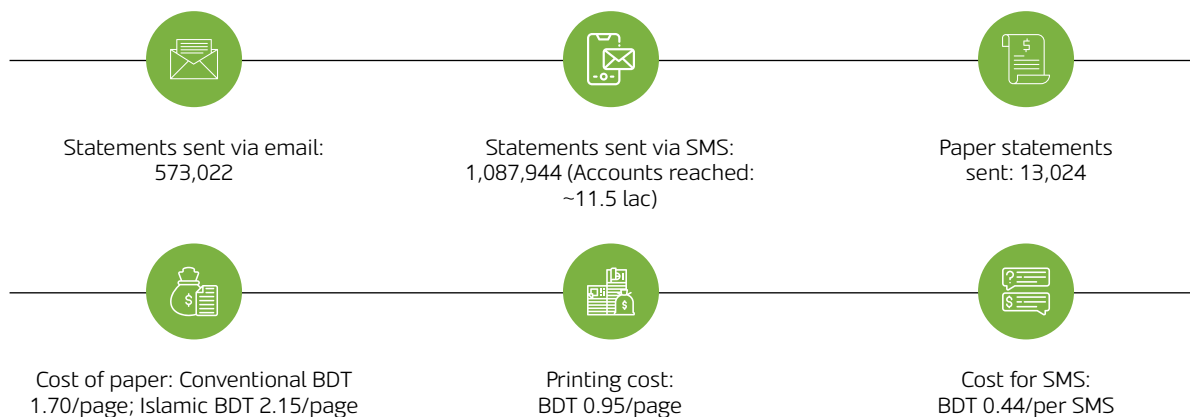 Statements sent via email:
573,022
Statements sent via SMS:
1,087,944 (Accounts reached:
~11.5 lac)
Paper statements
sent: 13,024
Cost of paper: Conventional BDT
1.70/page; Islamic BDT 2.15/page
Printing cost:
BDT 0.95/page
Cost for SMS:
BDT 0.44/per SMS